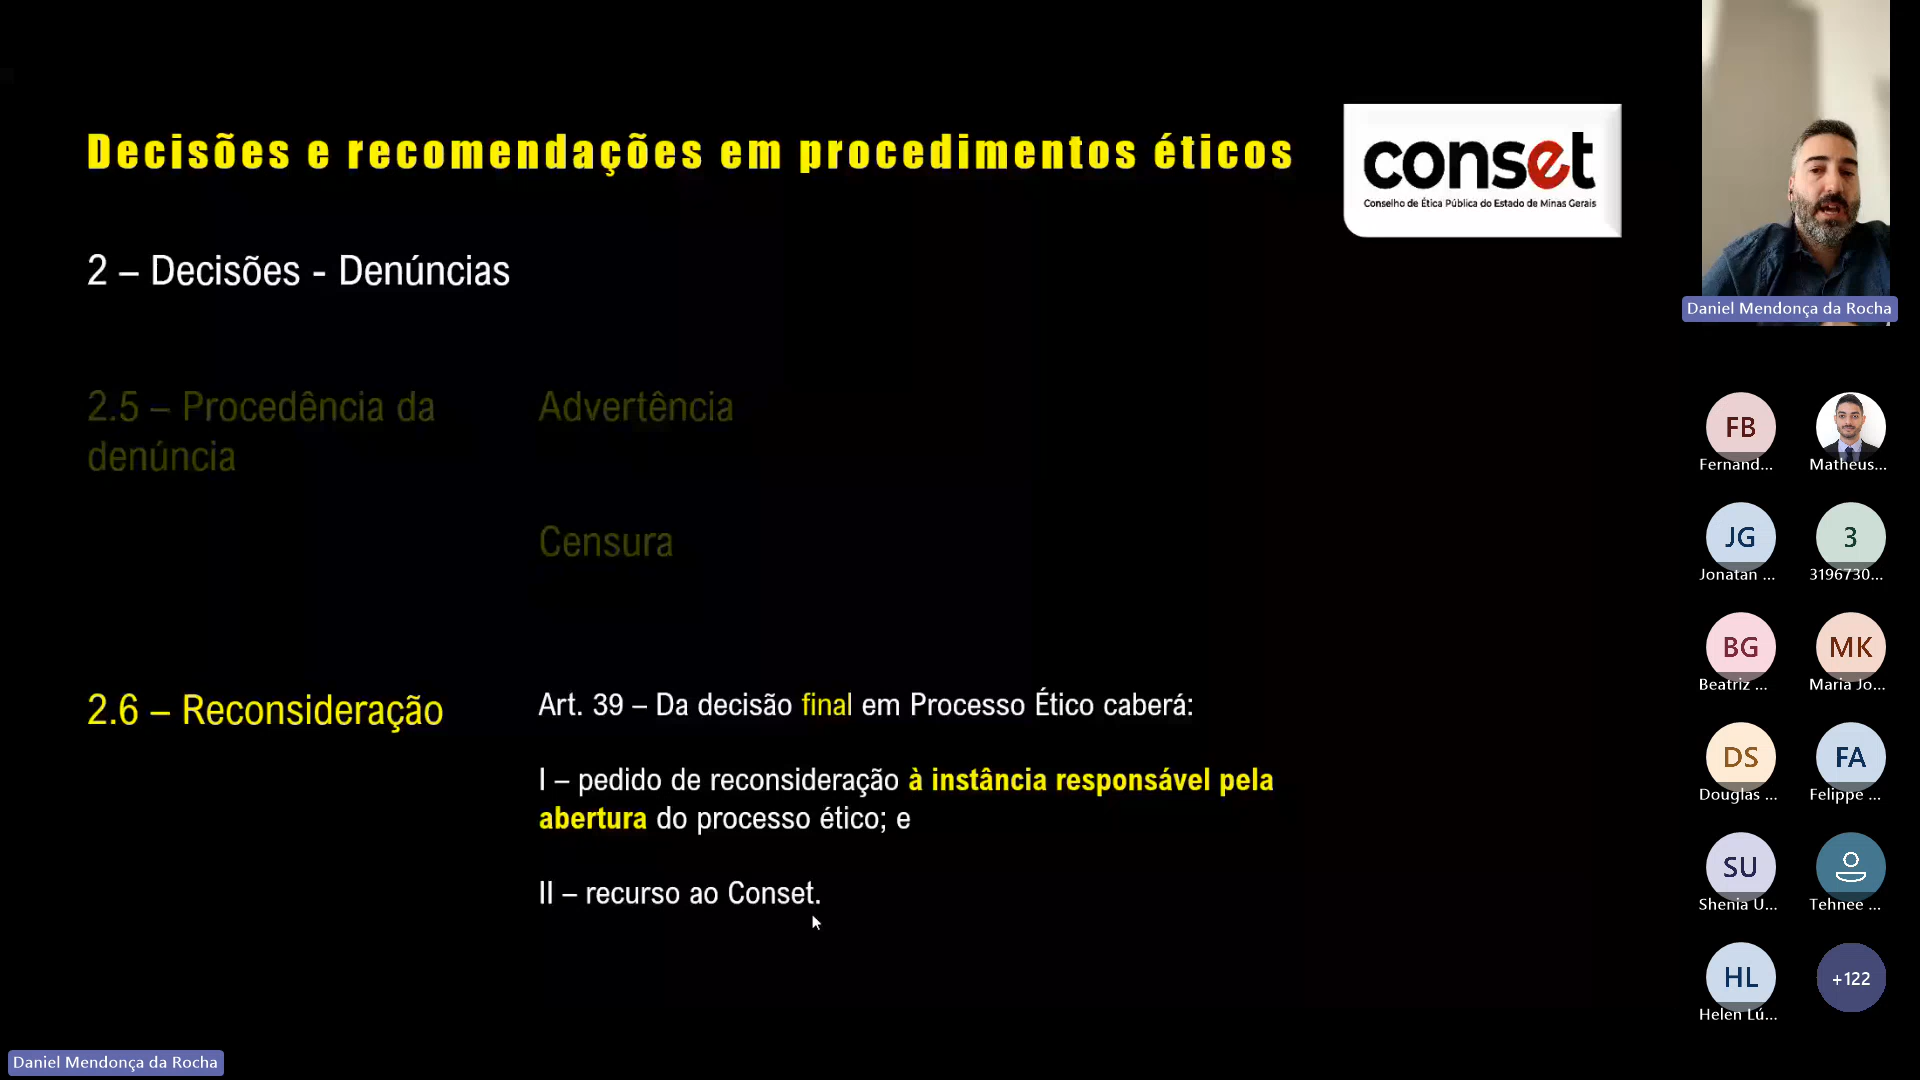 Decisões e recomendações em procedimentos éticos
conset
Conselho de Ética Pública do Estado de Minas Gerais
2 – Decisões - Denúncias
2.5 – Procedência da
denúncia
Advertência
Censura
2.6 – Reconsideração
Art. 39 – Da decisão final em Processo Ético caberá:
I – pedido de reconsideração à instância responsável pela
abertura do processo ético; e
II – recurso ao Conset.
Daniel Mendonça da Rocha
FB
Fernand...
Matheus...
JG
Jonatan ...
3
3196730...
BG
Beatriz ...
MK
Maria Jo...
DS
Douglas ...
FA
Felippe ...
SU
Shenia U...
Tehnee ...
HL
Helen Lú...
+122
Daniel Mendonça da Rocha